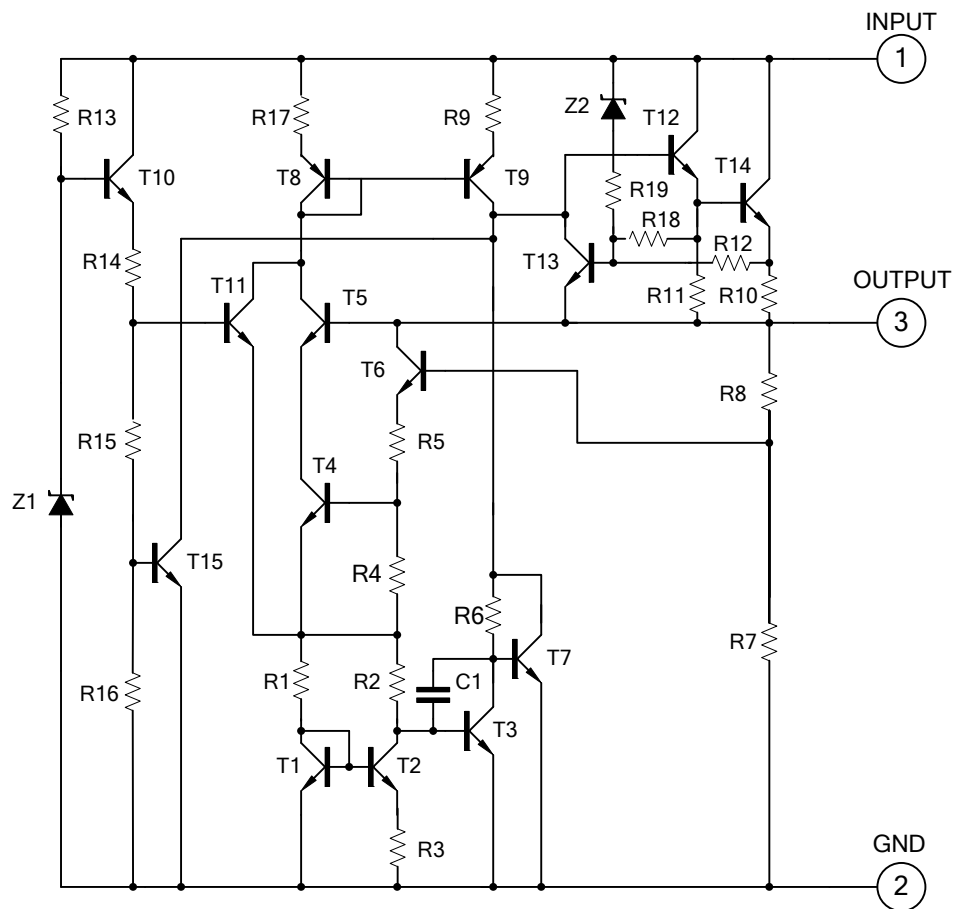 INPUT
1
R13
R17
R9
Z2
T12
T10
T8
T9
T14
R19
R18
R12
R14
T13
T11
T5
R11
R10
OUTPUT
3
T6
R8
R15
R5
T4
Z1
T15
R4
R6
R7
T7
R16
R1
R2
C1
T3
T1
T2
R3
GND
2